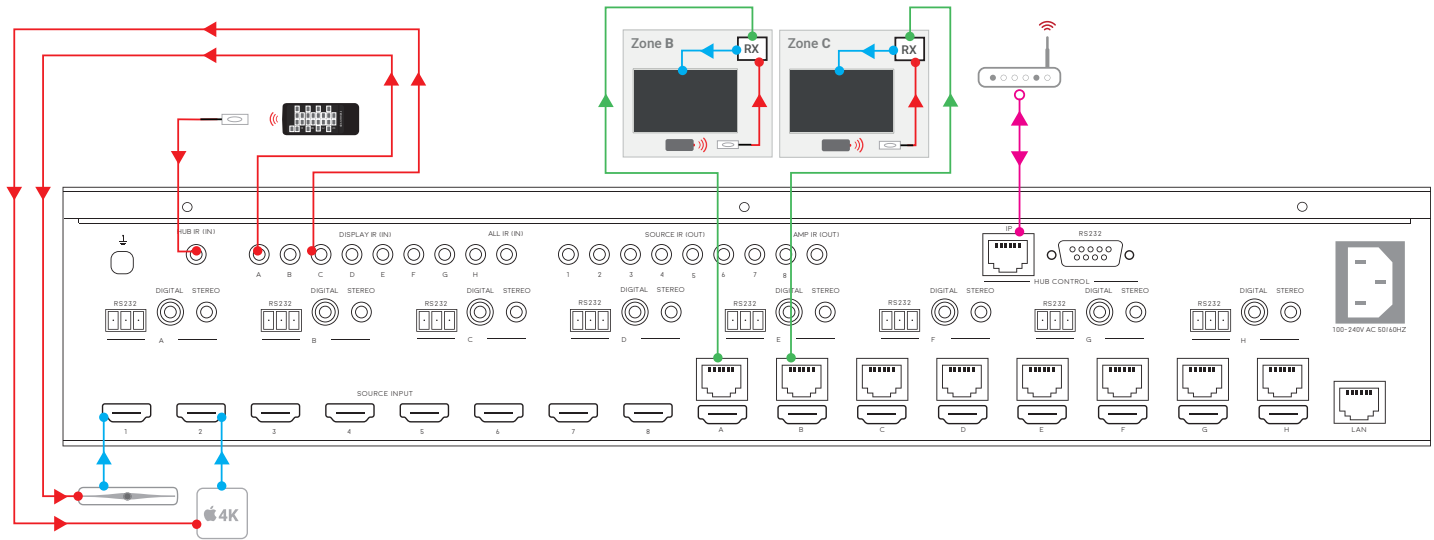 Zone B
RX
Zone C
RX
HUB IR (IN)
DISPLAY IR (IN)
ALL IR (IN)
SOURCE IR (OUT)
AMP IR (OUT)
IP
RS232
A B C D E F G H
1 2 3 4 5 6 7 8
HUB CONTROL
RS232 DIGITAL STEREO
RS232 DIGITAL STEREO
RS232 DIGITAL STEREO
RS232 DIGITAL STEREO
RS232 DIGITAL STEREO
RS232 DIGITAL STEREO
RS232 DIGITAL STEREO
RS232 DIGITAL STEREO
100-240V AC 50160HZ
A B C D E F G H
SOURCE INPUT
1 2 3 4 5 6 7 8
A B C D E F G H
LAN
4K